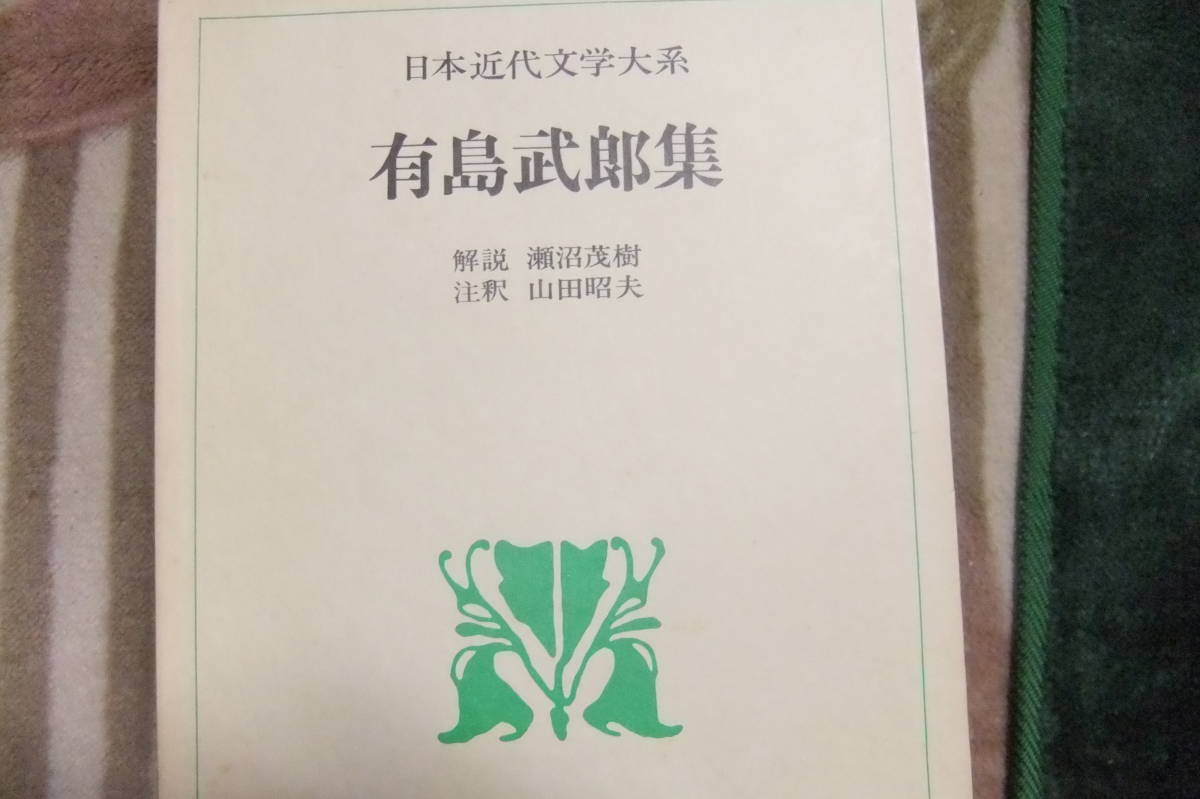 日本近代文学大系
有島武郎集
解説 瀬沼茂樹
注釈 山田昭夫